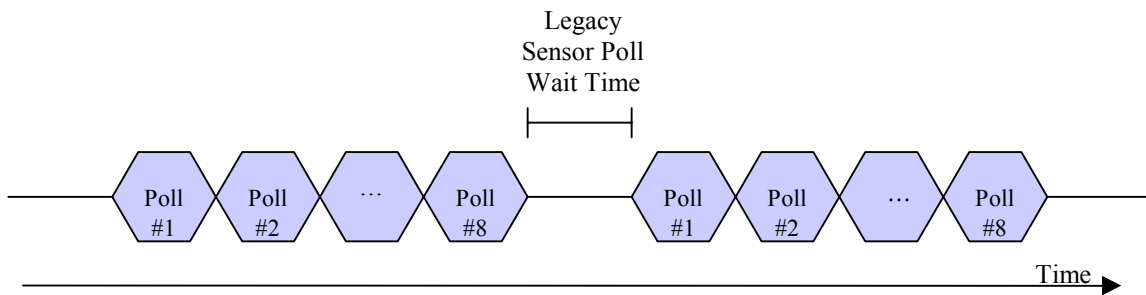 Legacy
Sensor Poll
Wait Time
Poll
#1
Poll
#2
...
Poll
#8
Poll
#1
Poll
#2
...
Poll
#8
Time